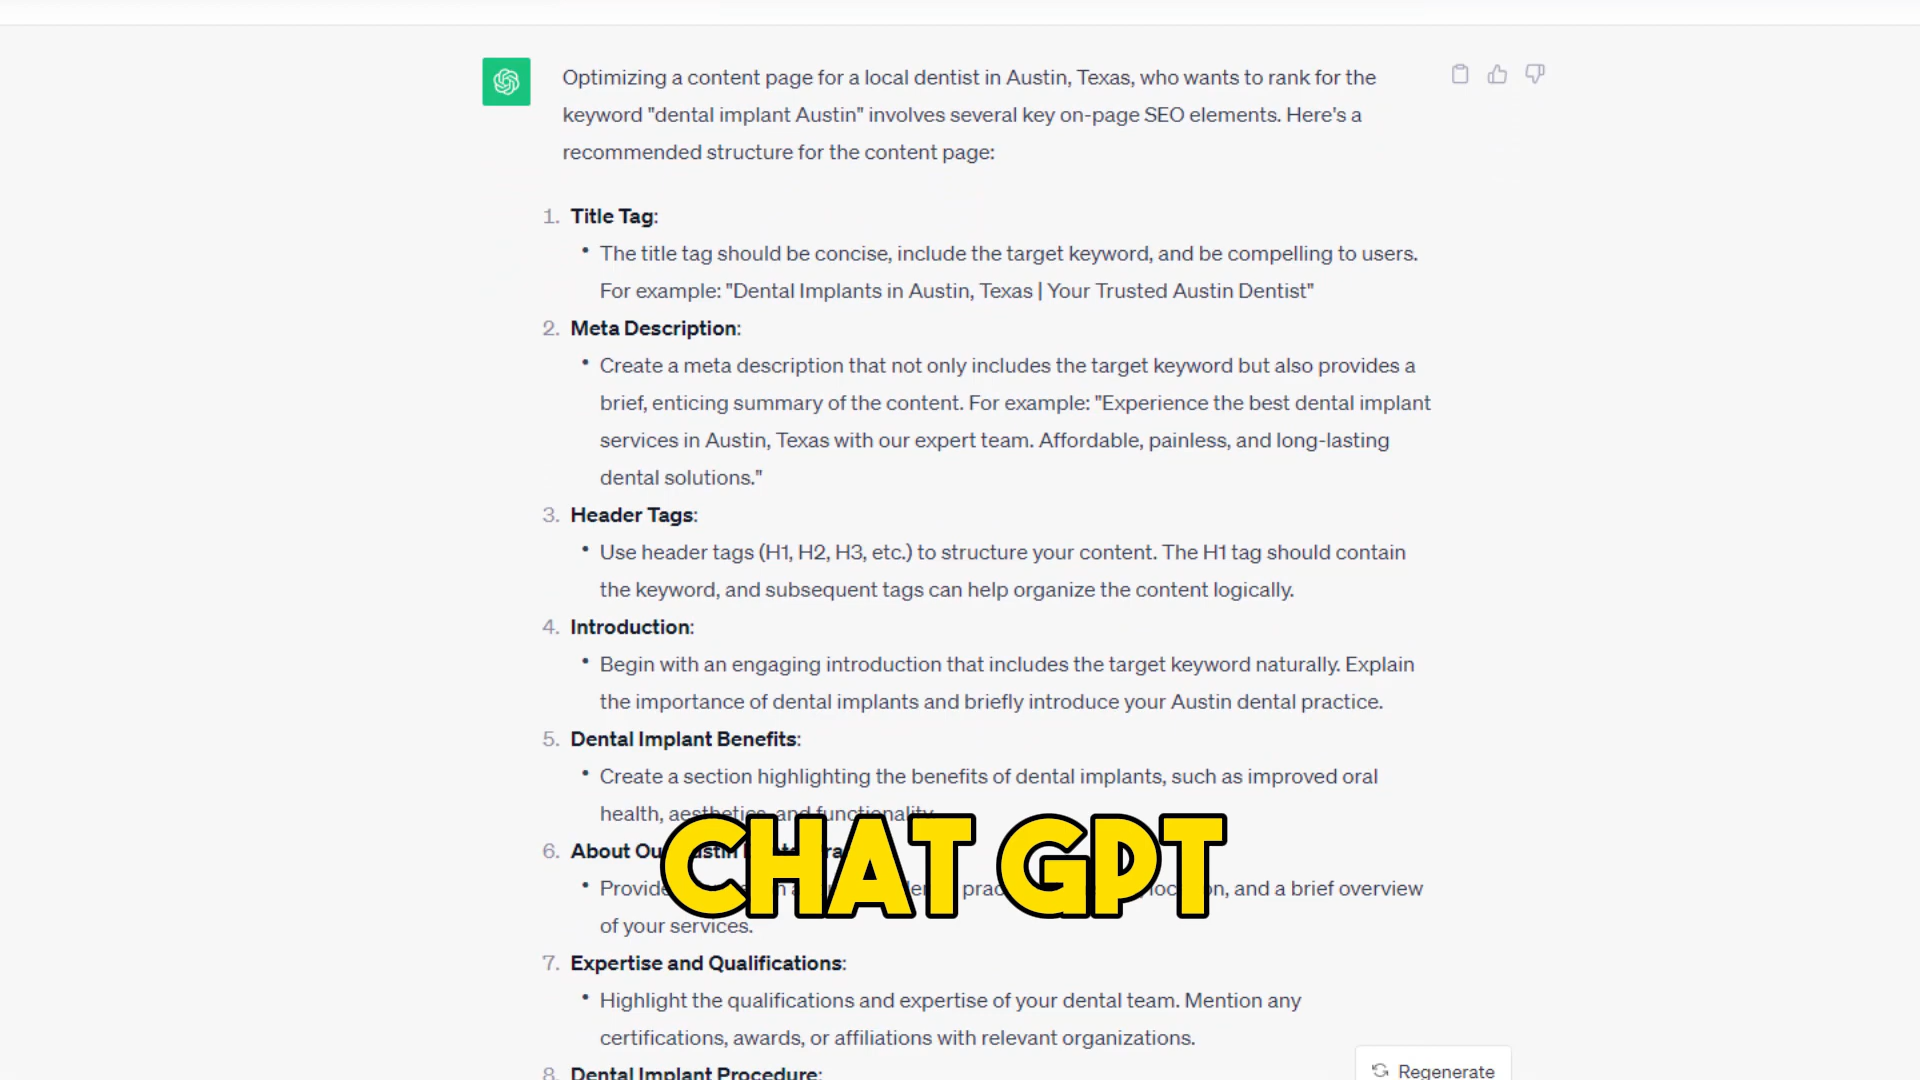 Optimizing a content page for a local dentist in Austin, Texas, who wants to rank for the
keyword "dental implant Austin" involves several key on-page SEO elements. Here's a
recommended structure for the content page:
1. Title Tag:
• The title tag should be concise, include the target keyword, and be compelling to users.
For example: "Dental Implants in Austin, Texas | Your Trusted Austin Dentist"
2. Meta Description:
• Create a meta description that not only includes the target keyword but also provides a
brief, enticing summary of the content. For example: "Experience the best dental implant
services in Austin, Texas with our expert team. Affordable, painless, and long-lasting
dental solutions."
3. Header Tags:
• Use header tags (H1, H2, H3, etc.) to structure your content. The H1 tag should contain
the keyword, and subsequent tags can help organize the content logically.
4. Introduction:
• Begin with an engaging introduction that includes the target keyword naturally. Explain
the importance of dental implants and briefly introduce your Austin dental practice.
5. Dental Implant Benefits:
• Create a section highlighting the benefits of dental implants, such as improved oral
health, aesthetics, and functionality.
CHAT GPT
6. About
• Provide and a brief overview
of your services.
7. Expertise and Qualifications:
• Highlight the qualifications and expertise of your dental team. Mention any
certifications, awards, or affiliations with relevant organizations.
8. Dental Implant Procedure:
Regenerate